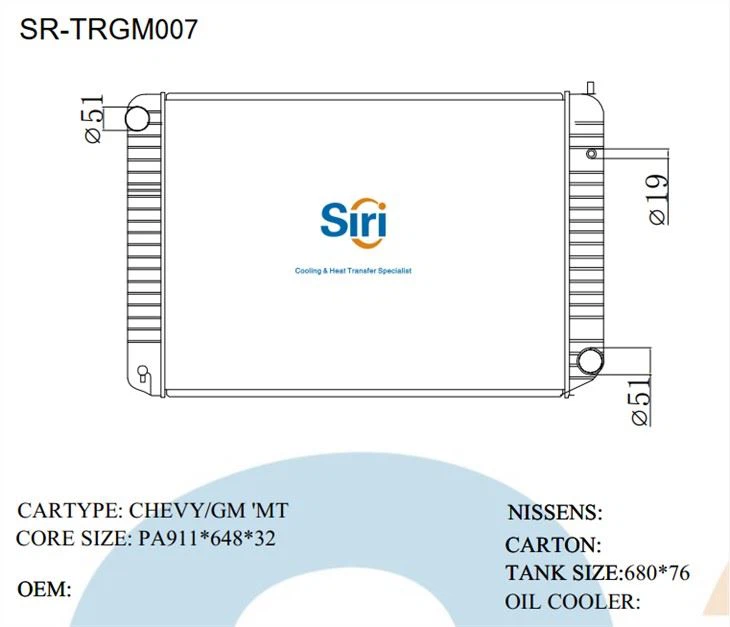 SR-TRGM007
⌀51
⌀19
Siri
Cooling & Heat Transfer Specialist
⌀51
CARTYPE: CHEVY/GM 'MT
CORE SIZE: PA911*648*32
OEM:
NISSENS:
CARTON:
TANK SIZE:680*76
OIL COOLER: